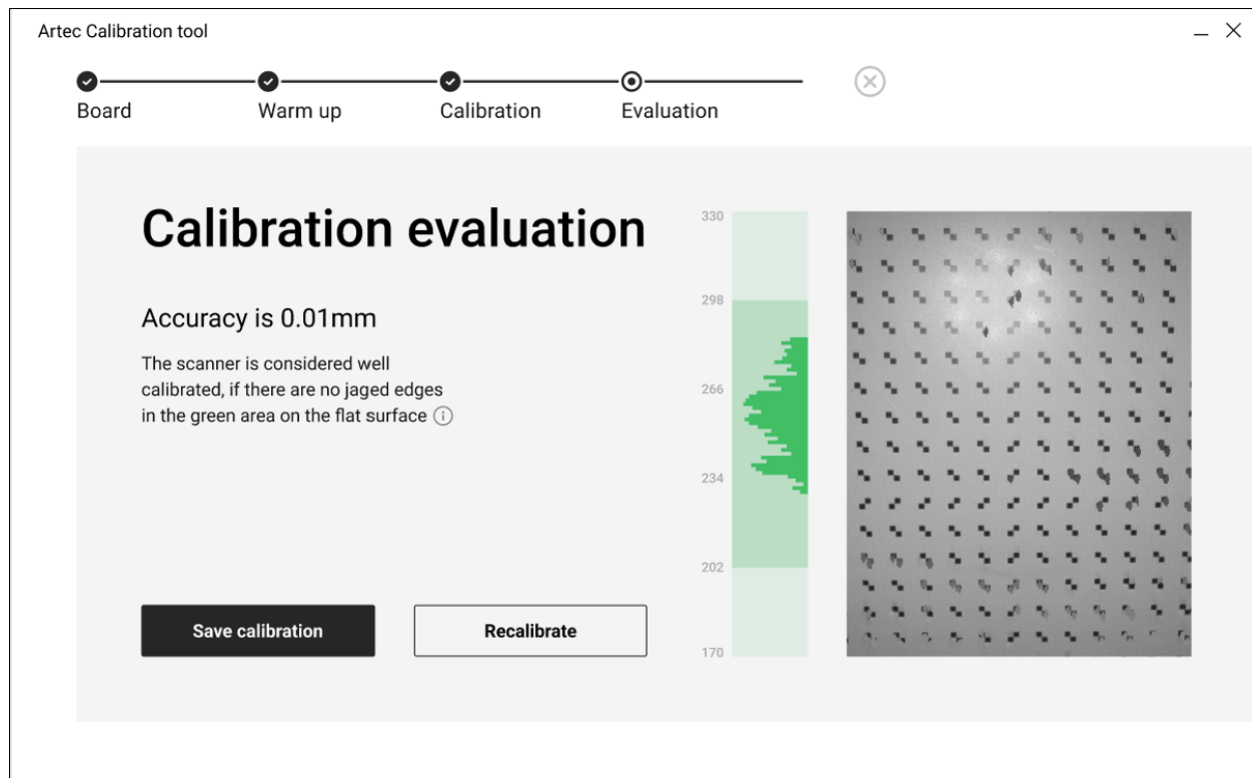 Artec Calibration tool
Board
Warm up
Calibration
Evaluation
Calibration evaluation
Accuracy is 0.01mm
The scanner is considered well
calibrated, if there are no jaged edges
in the green area on the flat surface
Save calibration
Recalibrate
330
298
266
234
202
170